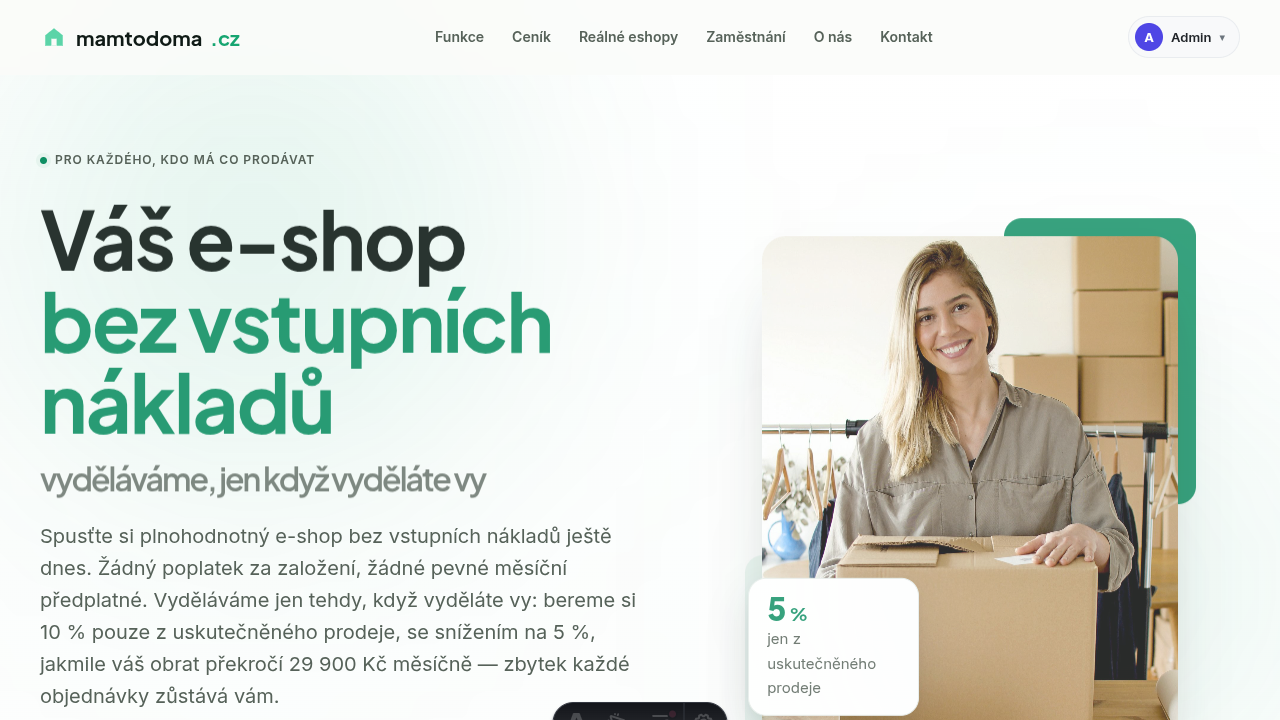 mamtodoma .cz
Funkce
Ceník
Reálné eshopy
Zaměstnání
O nás
Kontakt
A
Admin ▾
PRO KAŽDÉHO, KDO MÁ CO PRODÁVAT
Váš e-shop
bez vstupních
nákladů
vyděláváme, jen když vyděláte vy
Spusťte si plnohodnotný e-shop bez vstupních nákladů ještě
dnes. Žádný poplatek za založení, žádné pevné měsíční
předplatné. Vyděláváme jen tehdy, když vyděláte vy: bereme si
10 % pouze z uskutečněného prodeje, se snížením na 5 %,
jakmile váš obrat překročí 29 900 Kč měsíčně — zbytek každé
objednávky zůstává vám.
5 %
jen z
uskutečněného
prodeje